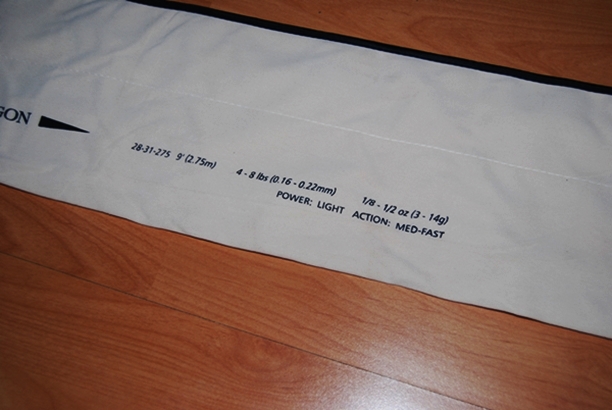 GON
28-31-275 9' (2.75m) 4 - 8 lbs (0.16 - 0.22mm) 1/8 - 1/2 oz (3 - 14g)
POWER: LIGHT ACTION: MED-FAST